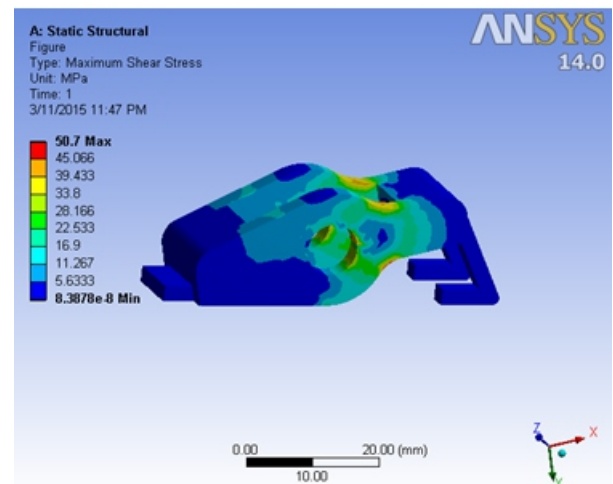 A: Static Structural
Figure
Type: Maximum Shear Stress
Unit: MPa
Time: 1
3/11/2015 11:47 PM
50.7 Max
45.066
39.433
33.8
28.166
22.533
16.9
11.267
5.6333
8.3878e-8 Min
ANSYS
14.0
0.00 20.00 (mm)
10.00
Z X
Y